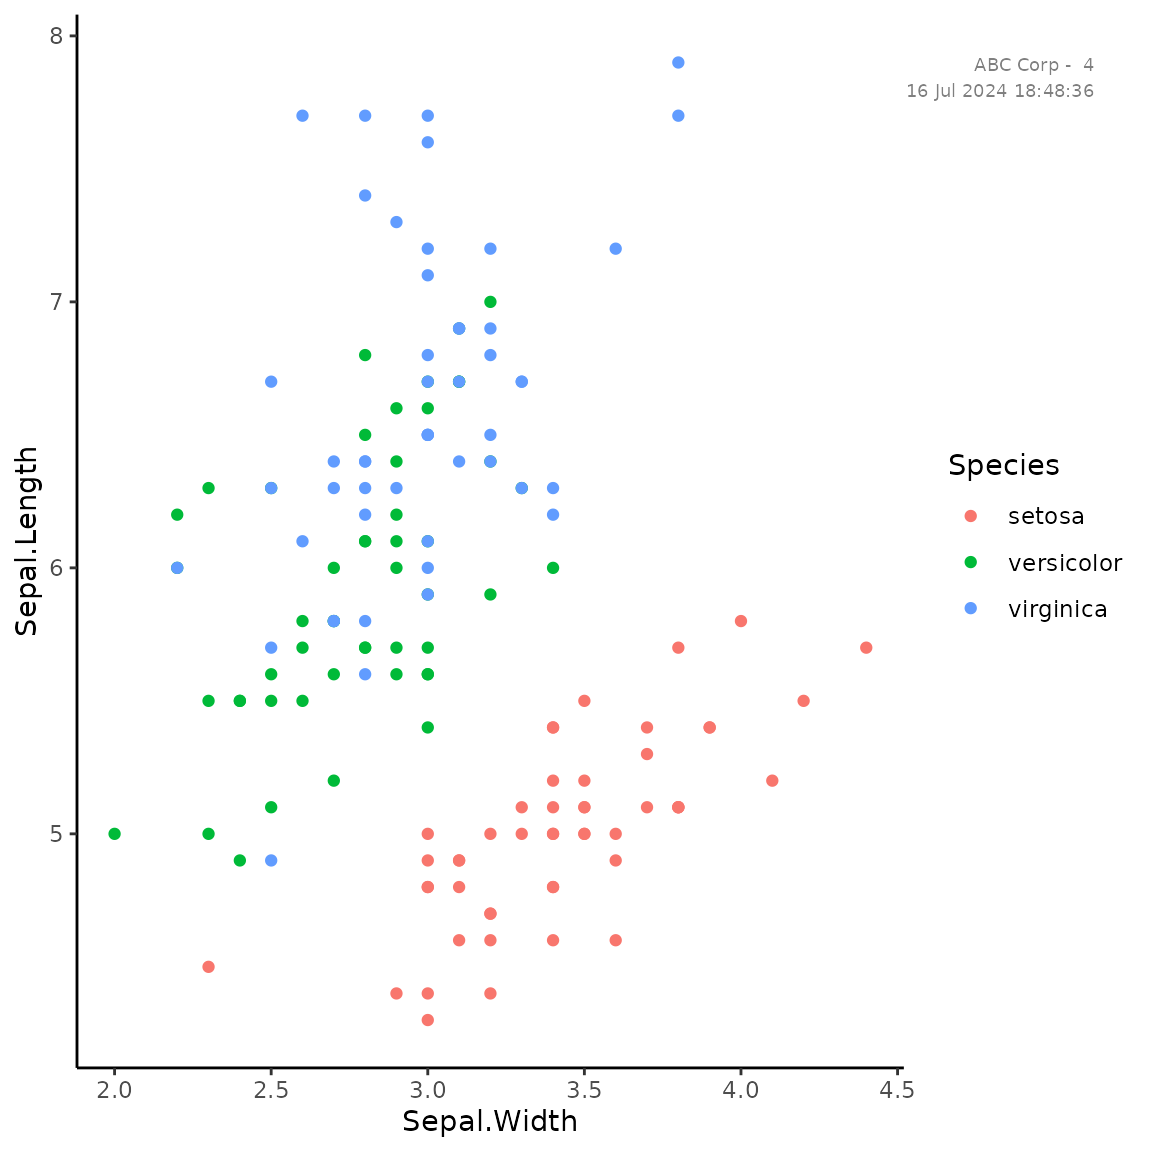 ABC Corp -  4
16 Jul 2024 18:48:36
8
7
6
5
Sepal.Length
2.0 2.5 3.0 3.5 4.0 4.5
Sepal.Width
Species
setosa
versicolor
virginica